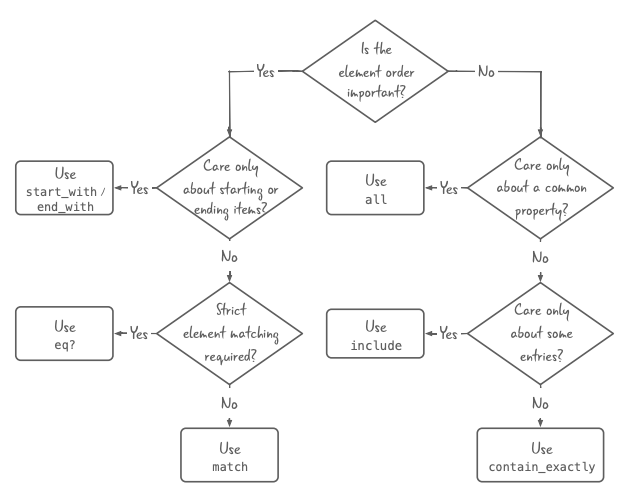 Is the
element order
important?
Yes
No
Care only
about starting or
ending items?
Yes
Use
start_with /
end_with
No
Care only
about a common
property?
Yes
Use
all
No
Strict
element matching
required?
Yes
Use
eq?
No
Use
match
Care only
about some
entries?
Yes
Use
include
No
Use
contain_exactly